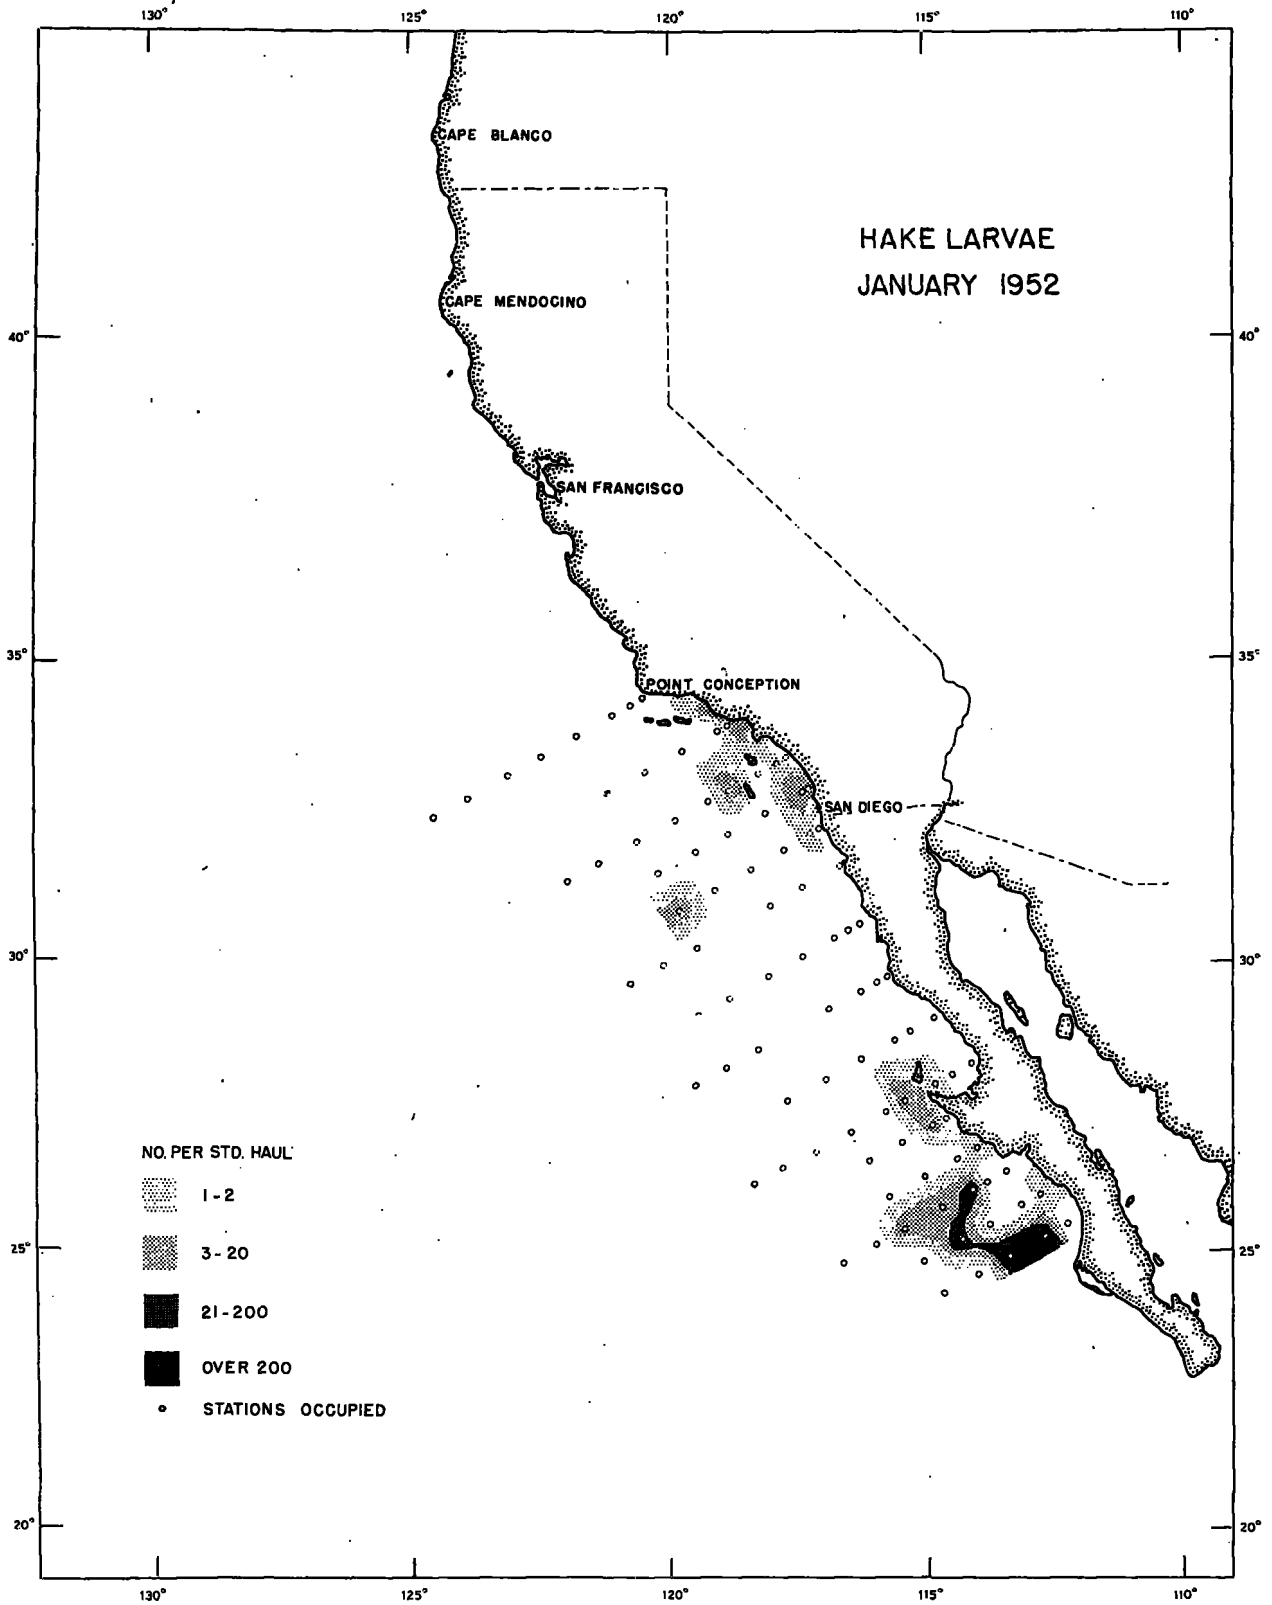 130° 125° 120° 115° 110°
CAPE BLANCO
HAKE LARVAE
JANUARY 1952
CAPE MENDOCINO
40° 40°
SAN FRANCISCO
35° 35°
POINT CONCEPTION
SAN DIEGO
30° 30°
NO. PER STD. HAUL
1-2
25° 25°
3-20
21-200
OVER 200
STATIONS OCCUPIED
20° 20°
130° 125° 120° 115° 110°